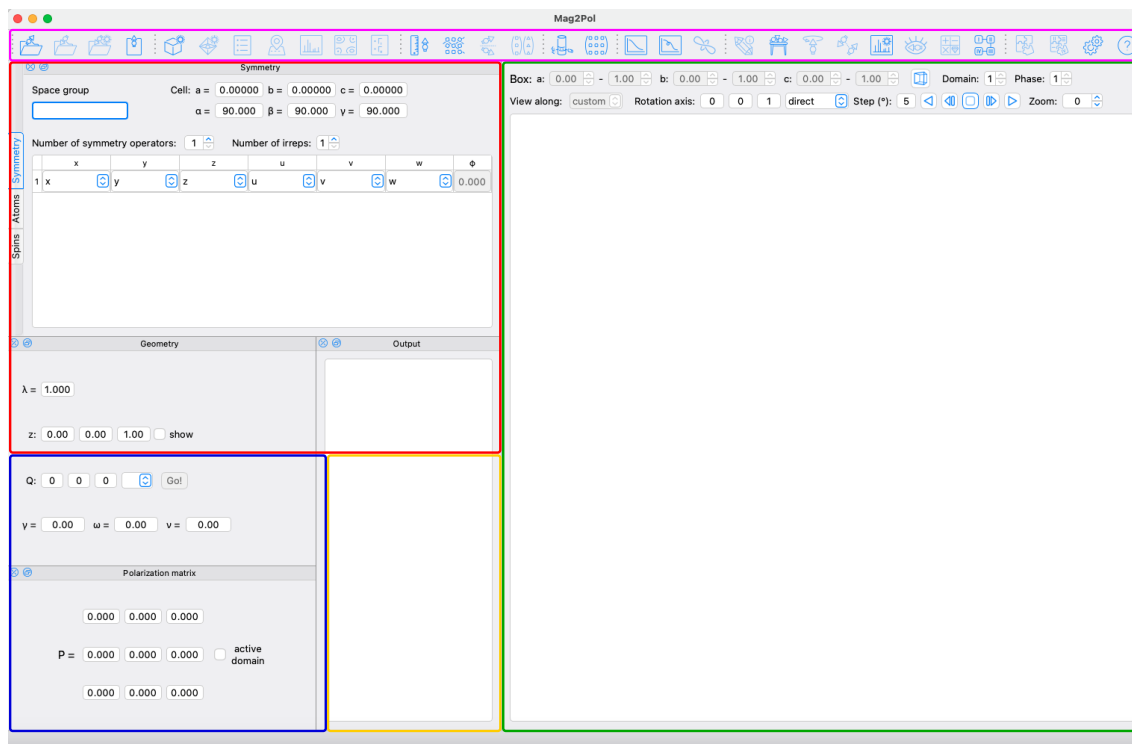 Mag2Pol
Symmetry
Space group
Cell: a = 0.00000 b = 0.00000 c = 0.00000
α = 90.000 β = 90.000 γ = 90.000
Number of symmetry operators: 1 Number of irreps: 1
x y z u v w ϕ
1 x y z u v w 0.000
Symmetry
Atoms
Spins
Geometry
λ = 1.000
z: 0.00 0.00 1.00 show
Q: 0 0 0 Go!
γ = 0.00 ω = 0.00 ν = 0.00
Polarization matrix
0.000 0.000 0.000
P = 0.000 0.000 0.000 active domain
0.000 0.000 0.000
Output
Box: a: 0.00 - 1.00 b: 0.00 - 1.00 c: 0.00 - 1.00 Domain: 1 Phase: 1
View along: custom Rotation axis: 0 0 1 direct Step (°): 5 Zoom: 0